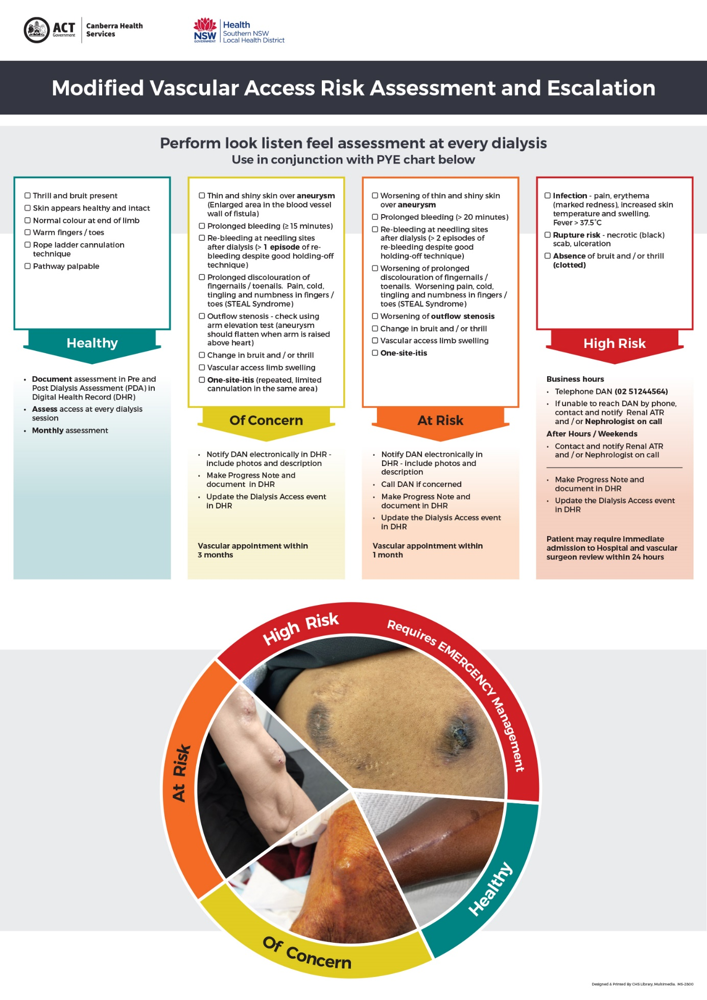 ACT
Government
Canberra Health
Services
NSW
GOVERNMENT
Health
Southern NSW
Local Health District
Modified Vascular Access Risk Assessment and Escalation
Perform look listen feel assessment at every dialysis
Use in conjunction with PYE chart below
Thrill and bruit present
Skin appears healthy and intact
Normal colour at end of limb
Warm fingers / toes
Rope ladder cannulation
technique
Pathway palpable
Healthy
• Document assessment in Pre and
Post Dialysis Assessment (PDA) in
Digital Health Record (DHR)
• Assess access at every dialysis
session
• Monthly assessment
Thin and shiny skin over aneurysm
(Enlarged area in the blood vessel
wall of fistula)
Prolonged bleeding (≥ 15 minutes)
Re-bleeding at needling sites
after dialysis (> 1 episode of re-
bleeding despite good holding-off
technique)
Prolonged discolouration of
fingernails / toenails. Pain, cold,
tingling and numbness in fingers /
toes (STEAL Syndrome)
Outflow stenosis - check using
arm elevation test (aneurysm
should flatten when arm is raised
above heart)
Change in bruit and / or thrill
Vascular access limb swelling
One-site-itis (repeated, limited
cannulation in the same area)
Of Concern
• Notify DAN electronically in DHR -
include photos and description
• Make Progress Note and
document in DHR
• Update the Dialysis Access event
in DHR
Vascular appointment within
3 months
Worsening of thin and shiny skin
over aneurysm
Prolonged bleeding (> 20 minutes)
Re-bleeding at needling sites
after dialysis (> 2 episodes of
re-bleeding despite good
holding-off technique)
Worsening of prolonged
discolouration of fingernails /
toenails. Worsening pain, cold,
tingling and numbness in fingers /
toes (STEAL Syndrome)
Worsening of outflow stenosis
Change in bruit and / or thrill
Vascular access limb swelling
One-site-itis
At Risk
• Notify DAN electronically in
DHR - include photos and
description
• Call DAN if concerned
• Make Progress Note and
document in DHR
• Update the Dialysis Access event
in DHR
Vascular appointment within
1 month
Infection - pain, erythema
(marked redness), increased skin
temperature and swelling.
Fever > 37.5°C
Rupture risk - necrotic (black)
scab, ulceration
Absence of bruit and / or thrill
(clotted)
High Risk
Business hours
• Telephone DAN (02 51244564)
• If unable to reach DAN by phone,
contact and notify Renal ATR
and / or Nephrologist on call
After Hours / Weekends
• Contact and notify Renal ATR
and / or Nephrologist on call
• Make Progress Note and
document in DHR
• Update the Dialysis Access event
in DHR
Patient may require immediate
admission to Hospital and vascular
surgeon review within 24 hours
High Risk
Requires EMERGENCY Management
At Risk
Healthy
Of Concern
Designed & Printed By CHS Library, Multimedia. MS-2800